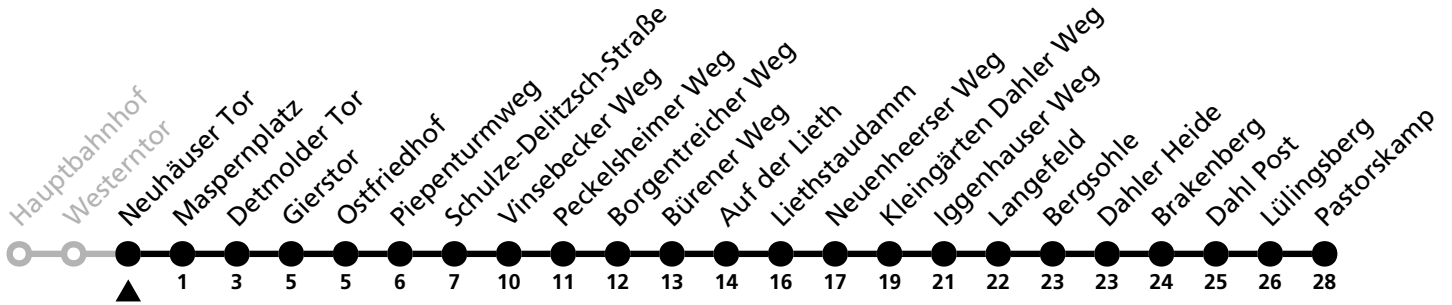 Hauptbahnhof
Westerntor
Neuhäuser Tor
Maspernplatz
Detmolder Tor
Gierstor
Ostfriedhof
Piepenturmweg
Schulze-Delitzsch-Straße
Vinsebecker Weg
Peckelsheimer Weg
Borgentreicher Weg
Bürener Weg
Auf der Lieth
Liethstaudamm
Neuenheerser Weg
Kleingärten Dahler Weg
Iggenhauser Weg
Langefeld
Bergsohle
Dahler Heide
Brakenberg
Dahl Post
Lülingsberg
Pastorskamp
1 3 5 5 6 7 10 11 12 13 14 16 17 19 21 22 23 23 24 25 26 28